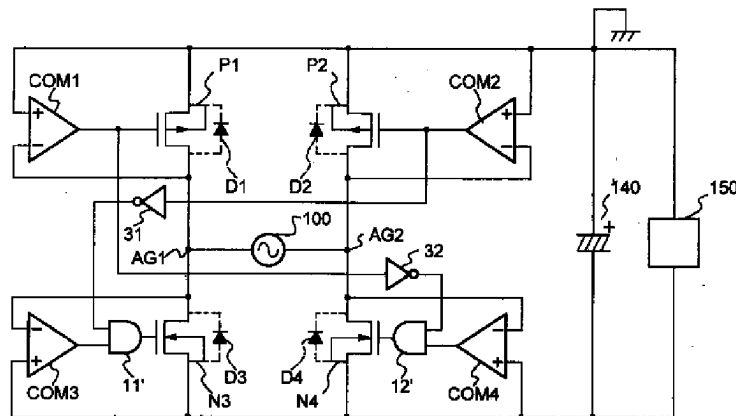 P1
P2
COM1
COM2
+
+
-
-
D1
D2
140
+
150
31
100
AG1
AG2
32
-
-
+
+
11'
12'
D3
D4
COM3
COM4
N3
N4